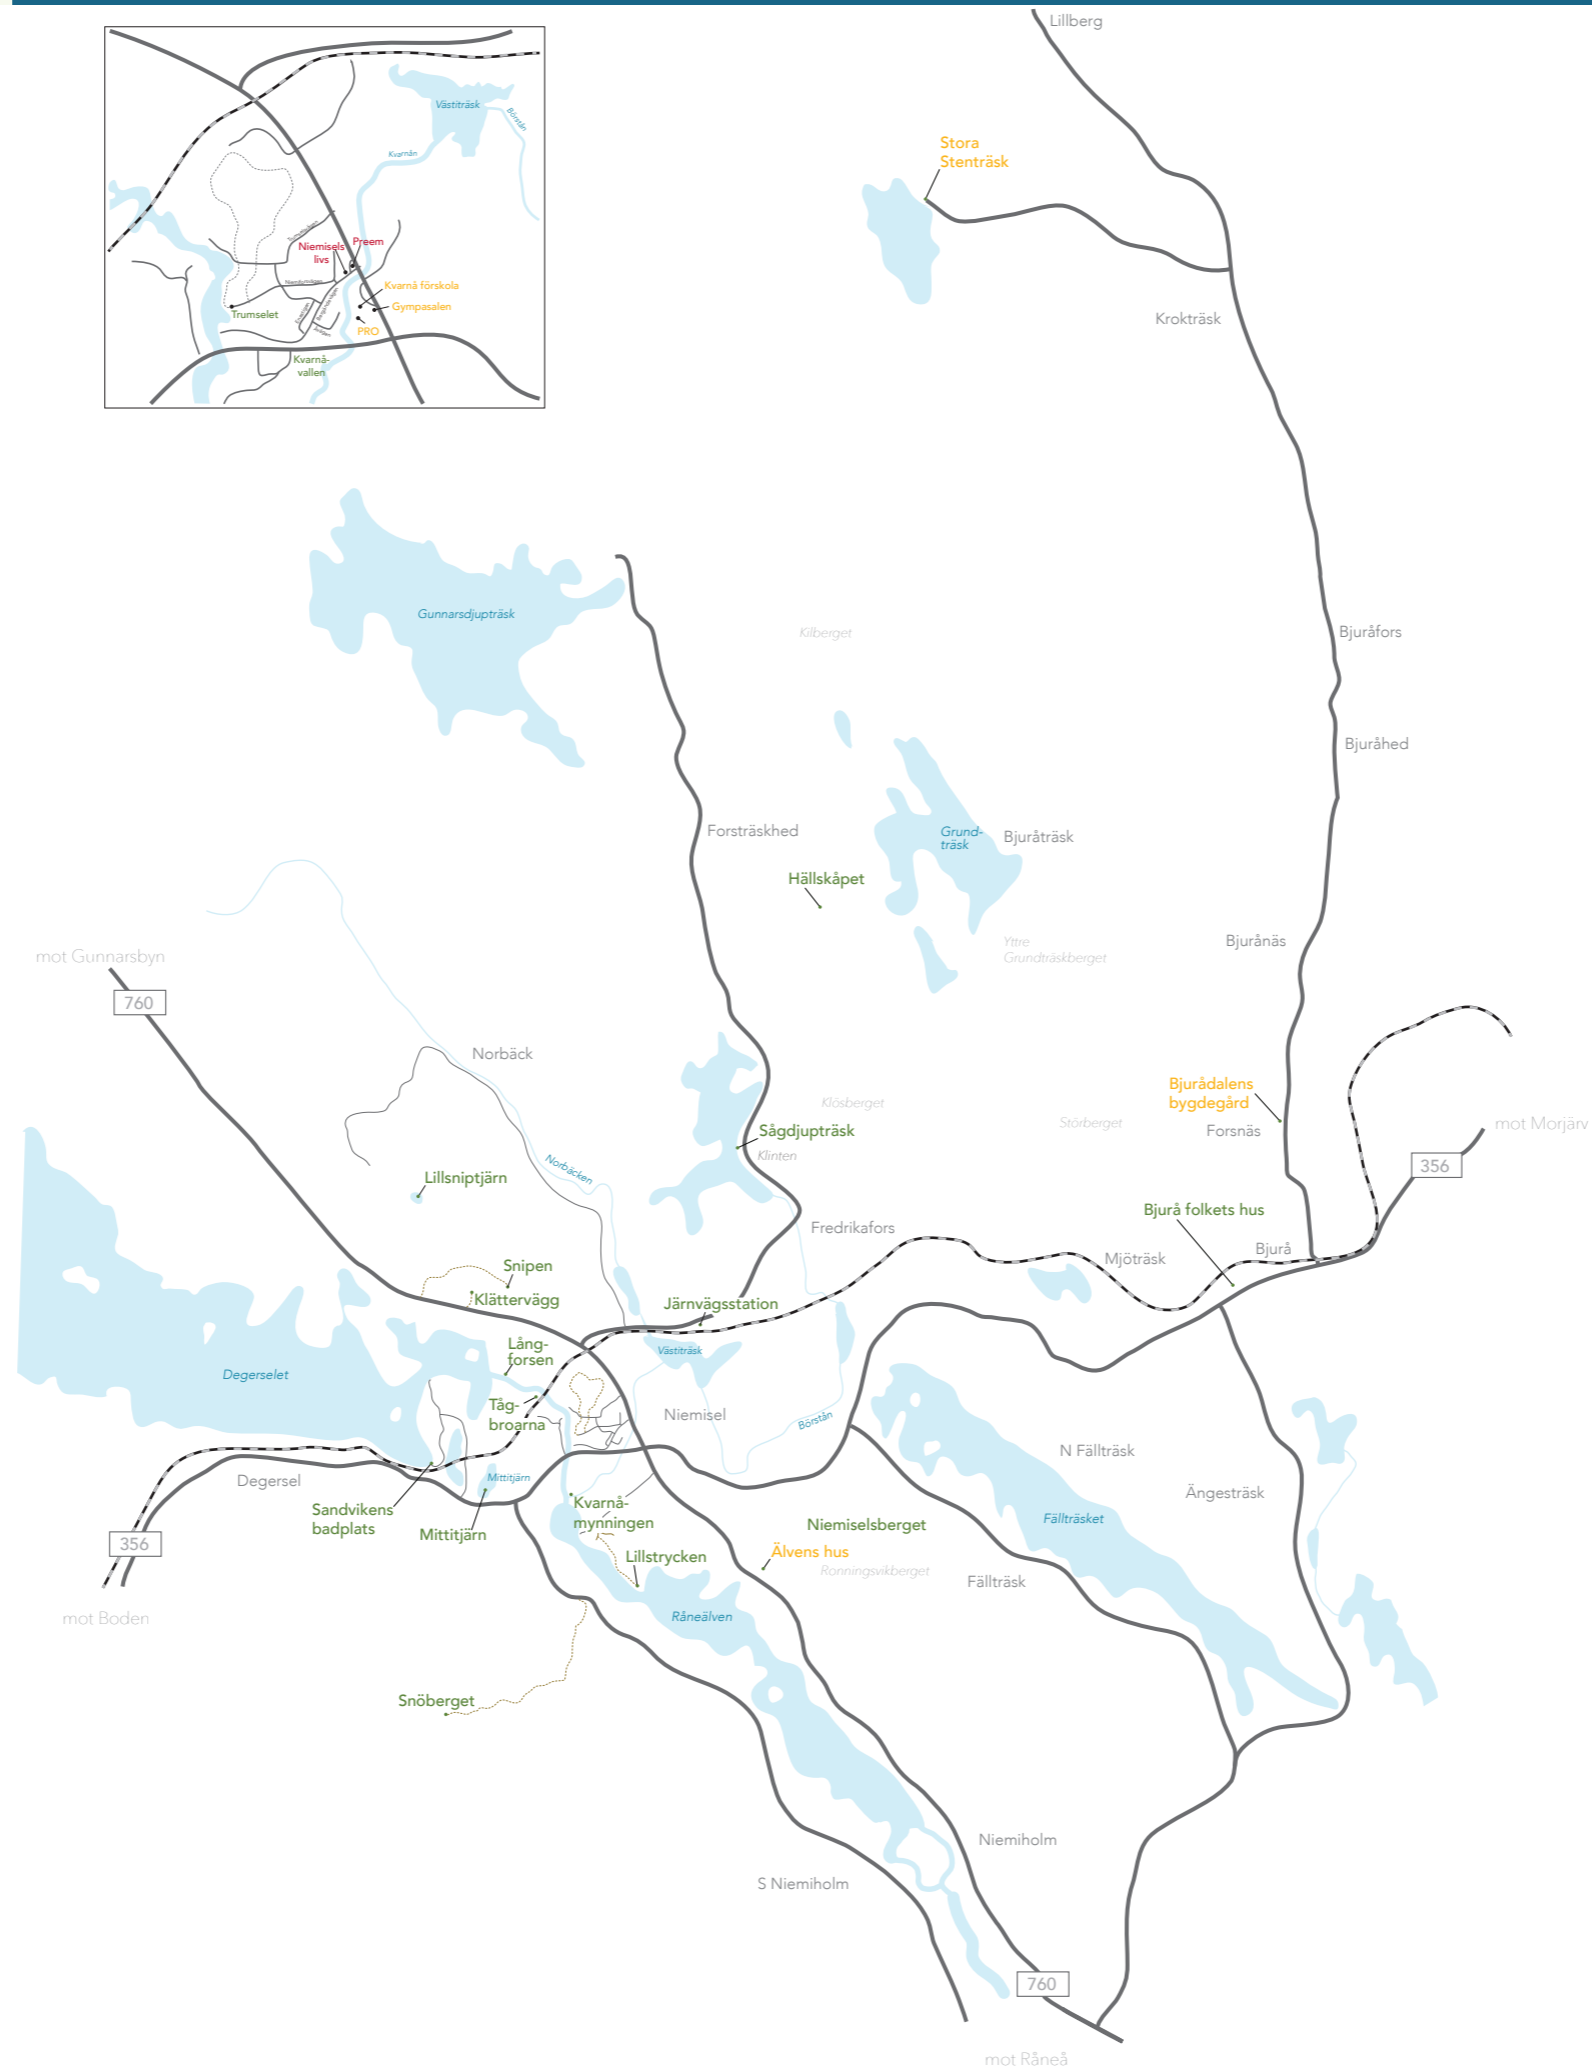 Lillberg
Västiträsk
Börstån
Kvarnån
Stora
Stenträsk
Trumselvägen
Niemisels
livs
Preem
Niemiselvägen
Kvarnå förskola
Gympasalen
Trumselet
PRO
Kvarnå-
vallen
Krokträsk
Gunnarsdjupträsk
Kilberget
Bjuråfors
Bjuråhed
Forsträskhed
Grund-
träsk
Bjuråträsk
Hällskåpet
Yttre
Grundträskberget
Bjurånäs
mot Gunnarsbyn
760
Norbäck
Bjurådalens
bygdegård
Klösberget
Störberget
Forsnäs
mot Morjärv
Sågdjupträsk
Klinten
356
Norbäcken
Lillsniptjärn
Bjurå folkets hus
Fredrikafors
Bjurå
Mjöträsk
Snipen
Klättervägg
Järnvägsstation
Lång-
forsen
Västiträsk
Degerselet
Tåg-
broarna
Niemisel
Börstån
N Fällträsk
Degersel
Mittitjärn
Ängesträsk
Sandvikens
badplats
Kvarnå-
mynningen
Fällträsket
Mittitjärn
Niemiselsberget
356
Lillstrycken
Älvens hus
Ronningsvikberget
Fällträsk
mot Boden
Råneälven
Snöberget
Niemiholm
S Niemiholm
760
mot Råneå